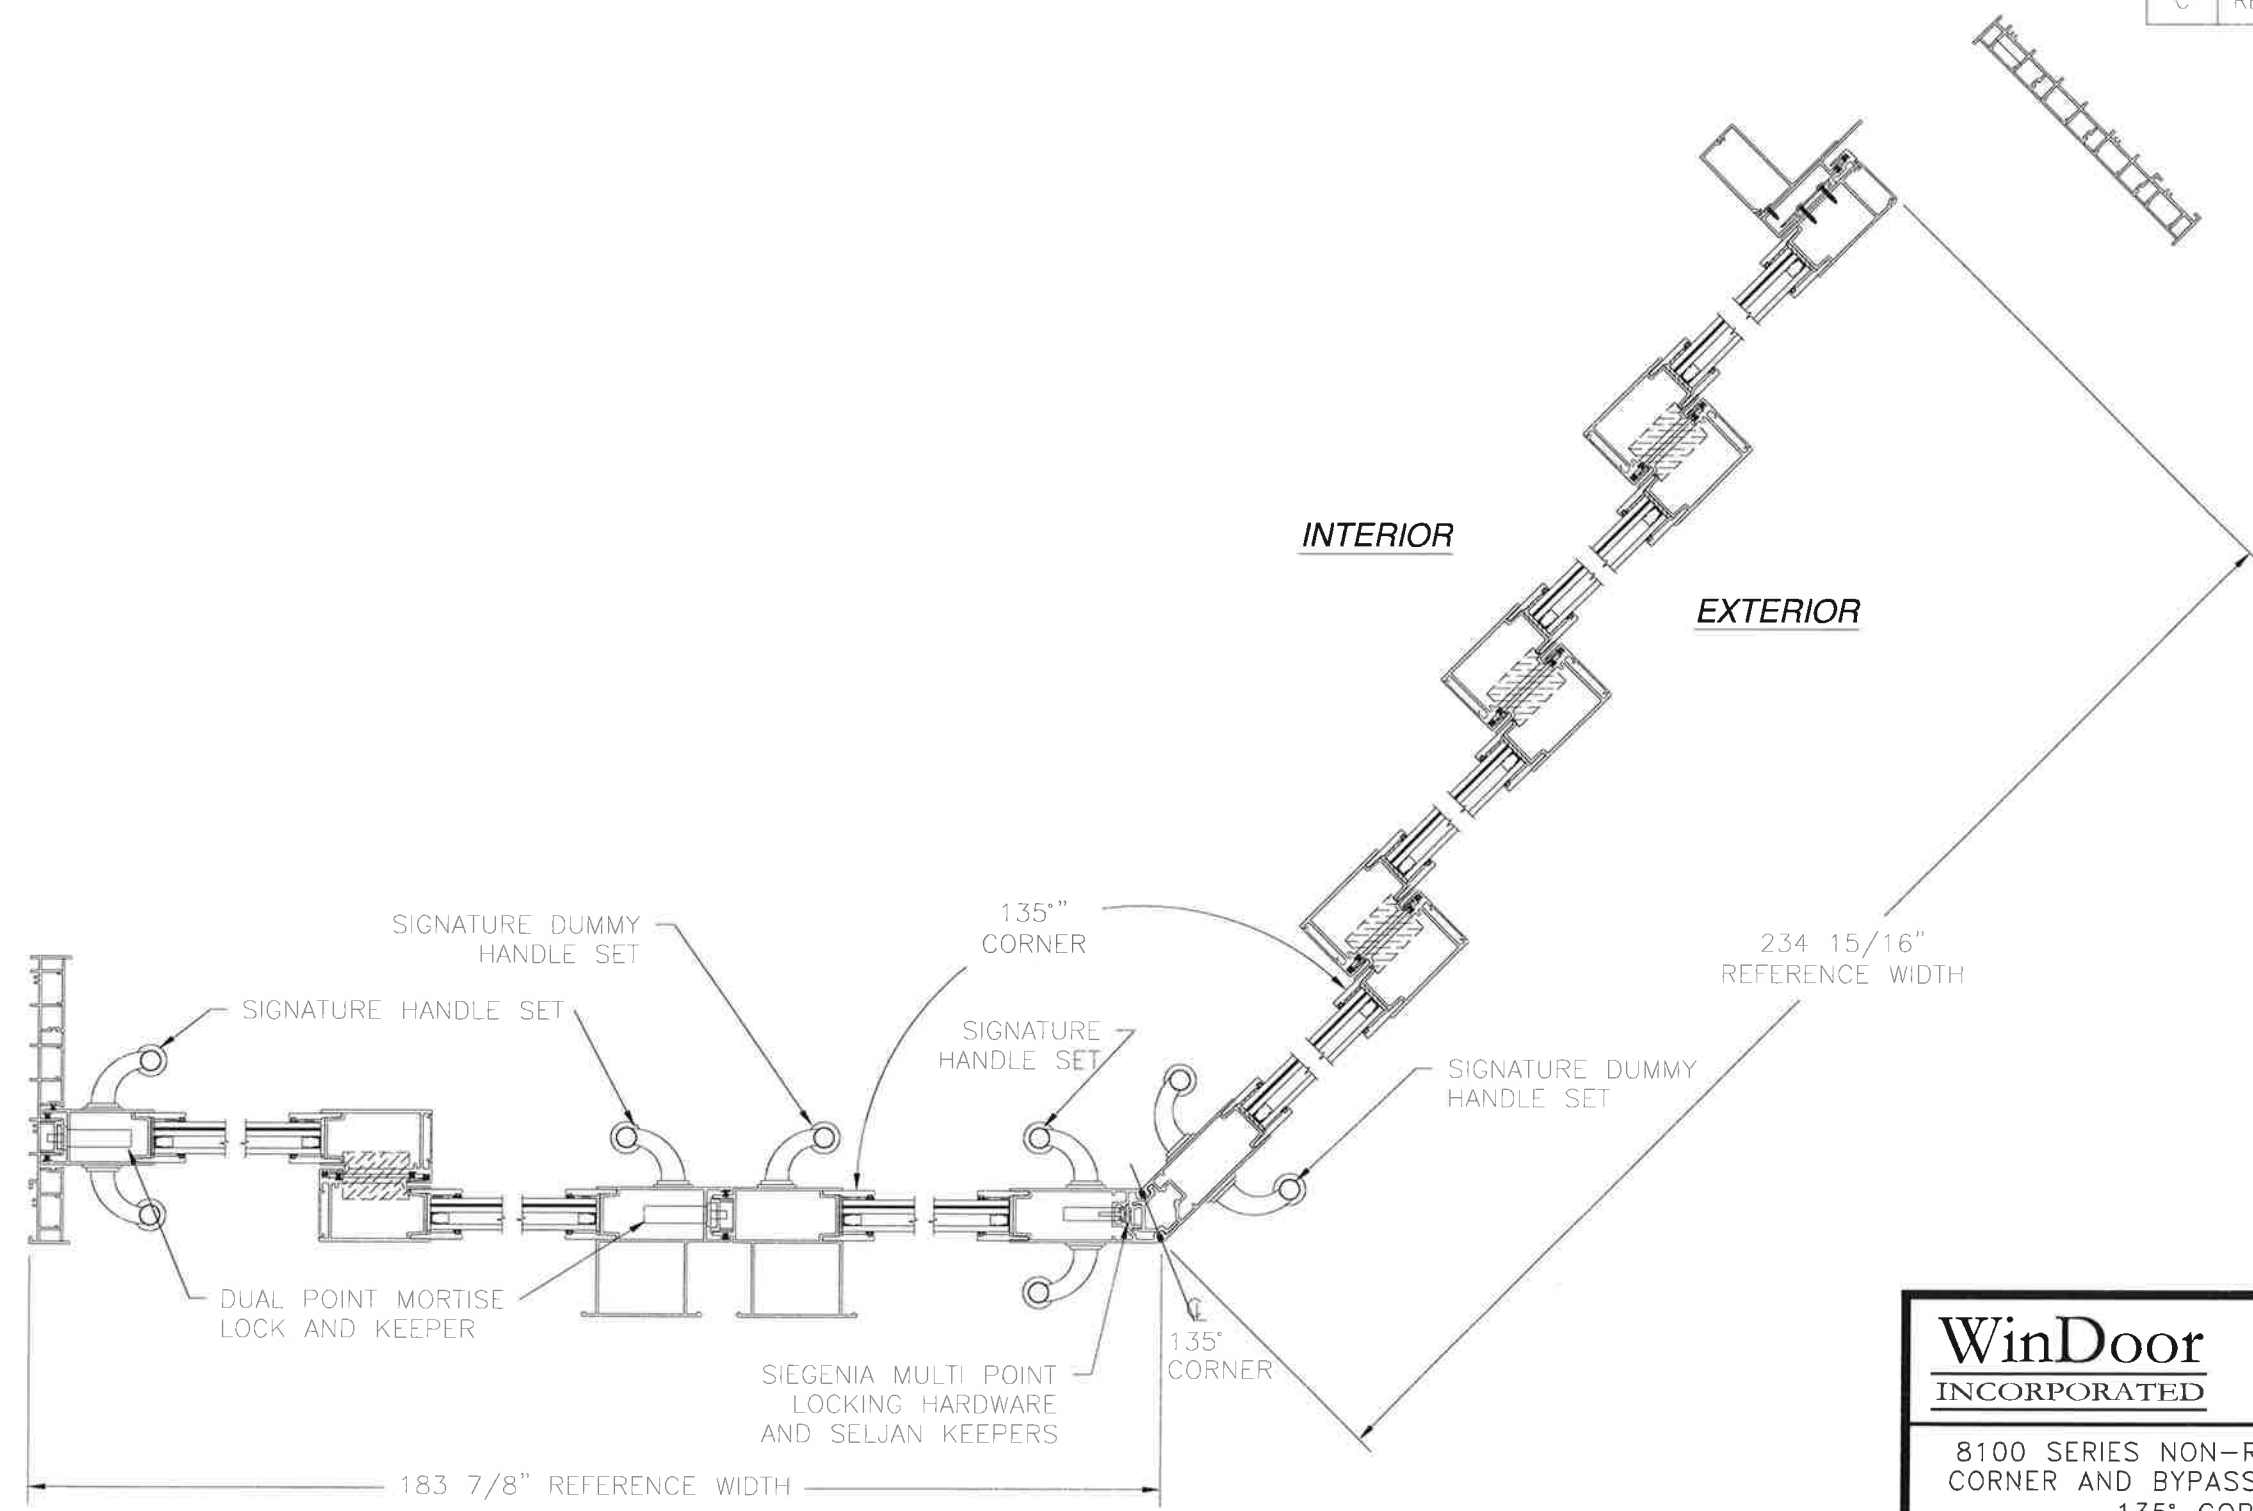 C
INTERIOR
EXTERIOR
SIGNATURE DUMMY
HANDLE SET
135°"
CORNER
234 15/16"
REFERENCE WIDTH
SIGNATURE HANDLE SET
SIGNATURE
HANDLE SET
SIGNATURE DUMMY
HANDLE SET
DUAL POINT MORTISE
LOCK AND KEEPER
℄
135°
CORNER
SIEGENIA MULTI POINT
LOCKING HARDWARE
AND SELJAN KEEPERS
183 7/8" REFERENCE WIDTH
WinDoor
INCORPORATED
8100 SERIES NON-R
CORNER AND BYPASS